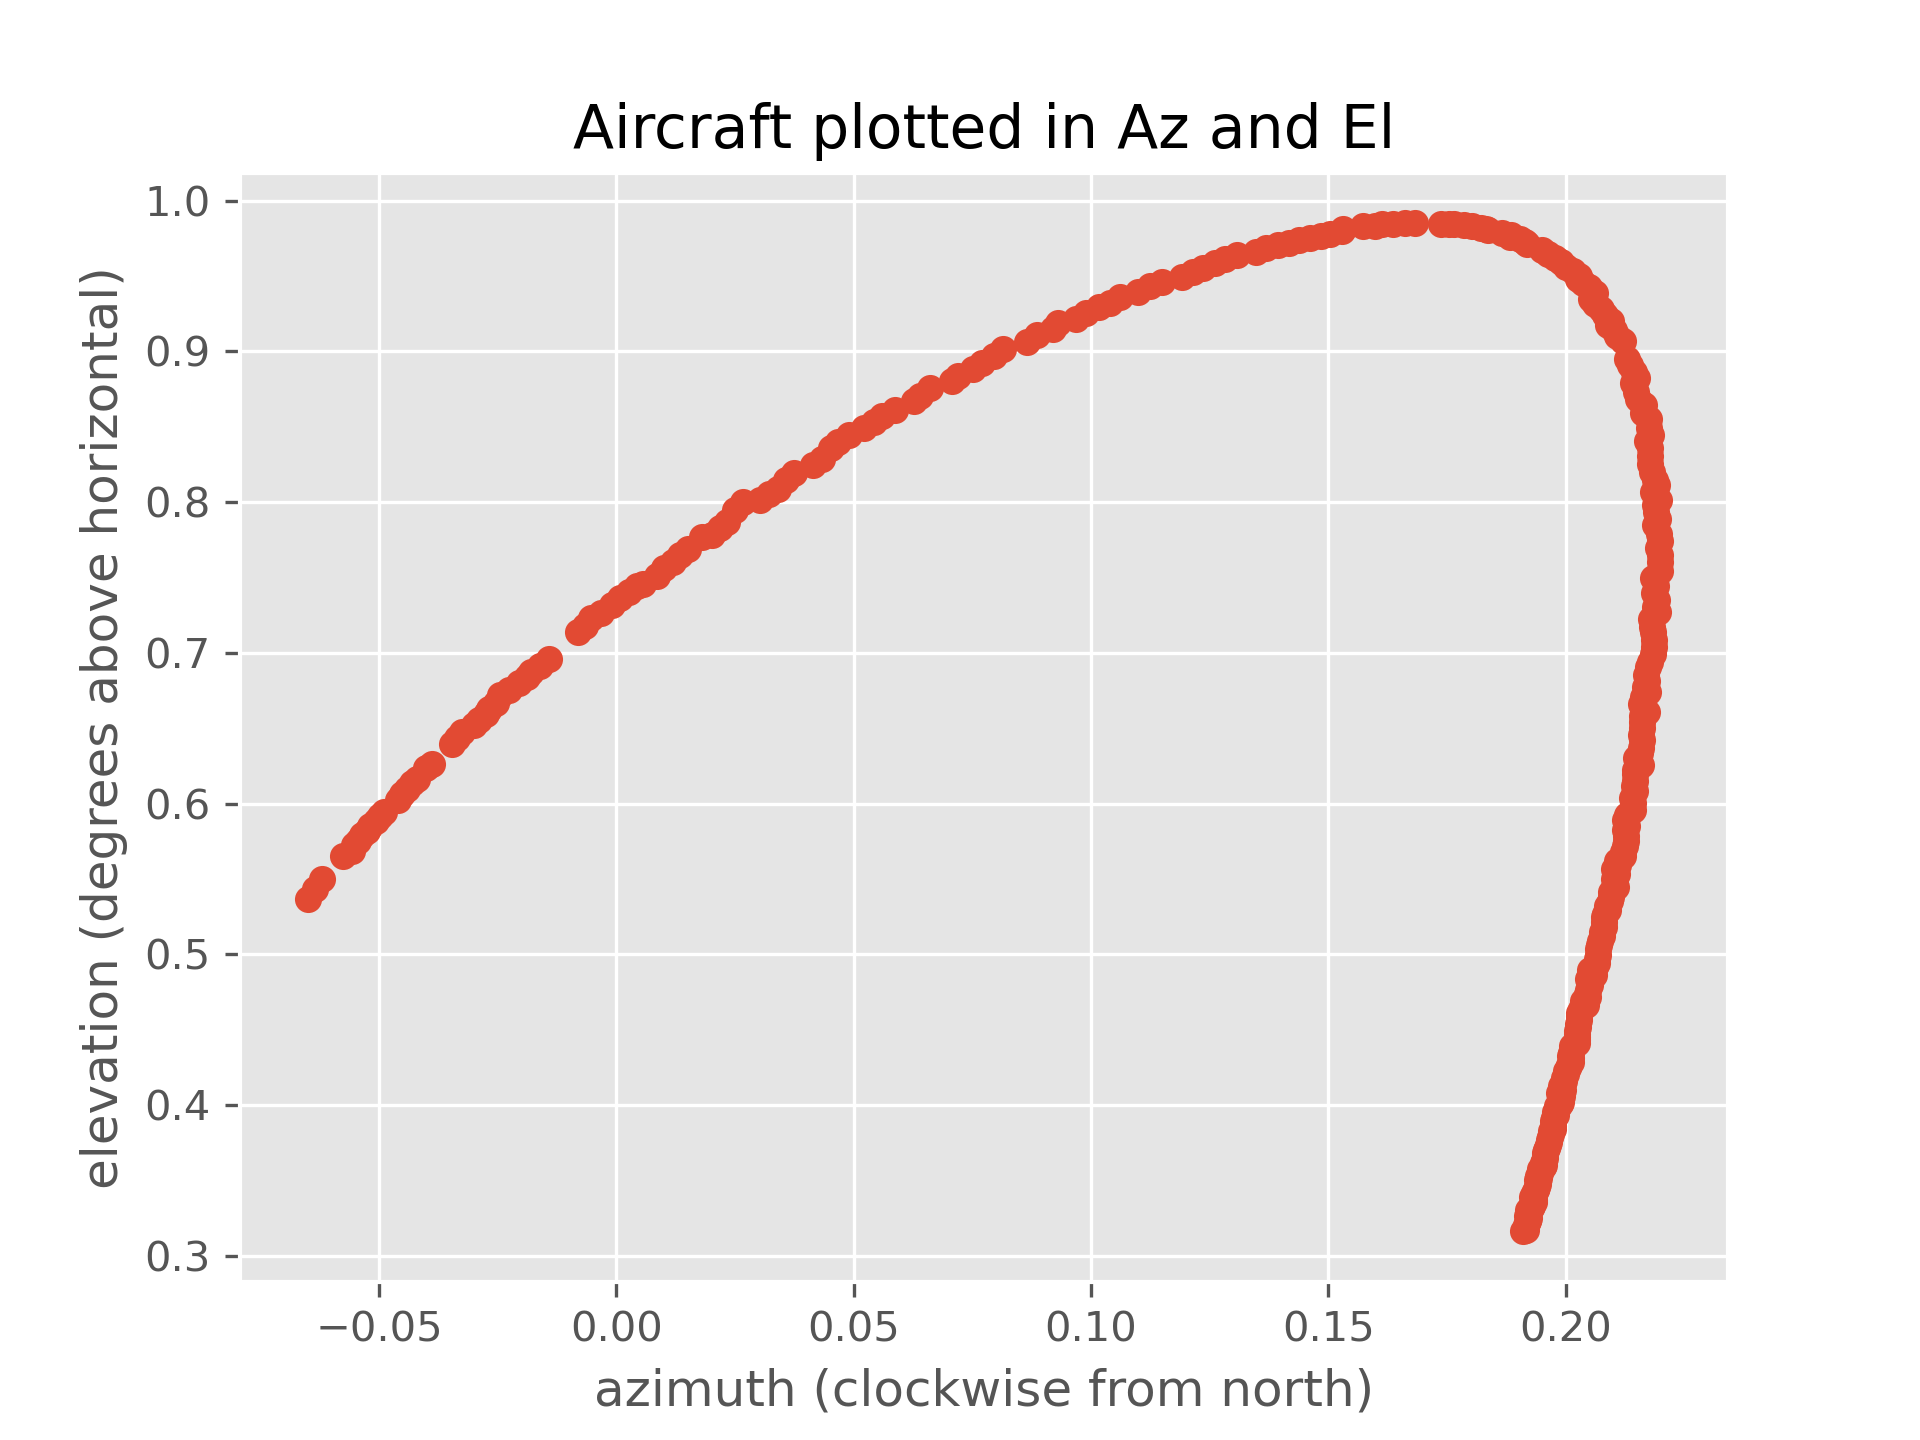 Aircraft plotted in Az and El
elevation (degrees above horizontal)
1.0
0.9
0.8
0.7
0.6
0.5
0.4
0.3
−0.05 0.00 0.05 0.10 0.15 0.20
azimuth (clockwise from north)